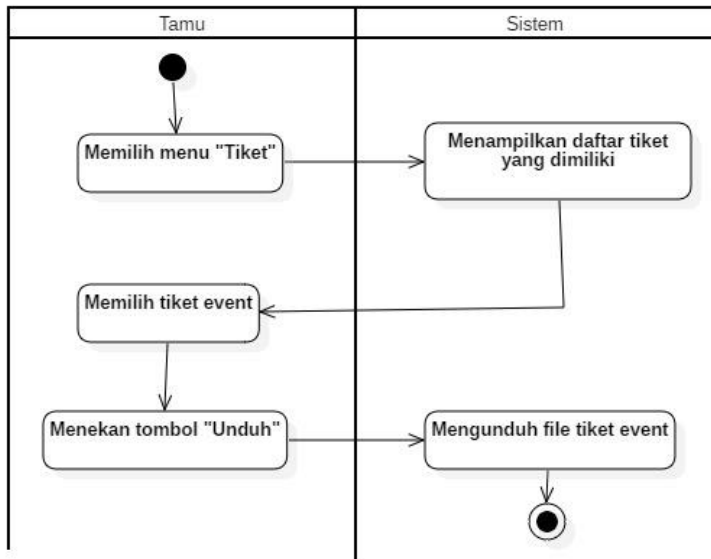 Tamu
Sistem
Memilih menu "Tiket"
Menampilkan daftar tiket
yang dimiliki
Memilih tiket event
Menekan tombol "Unduh"
Mengunduh file tiket event